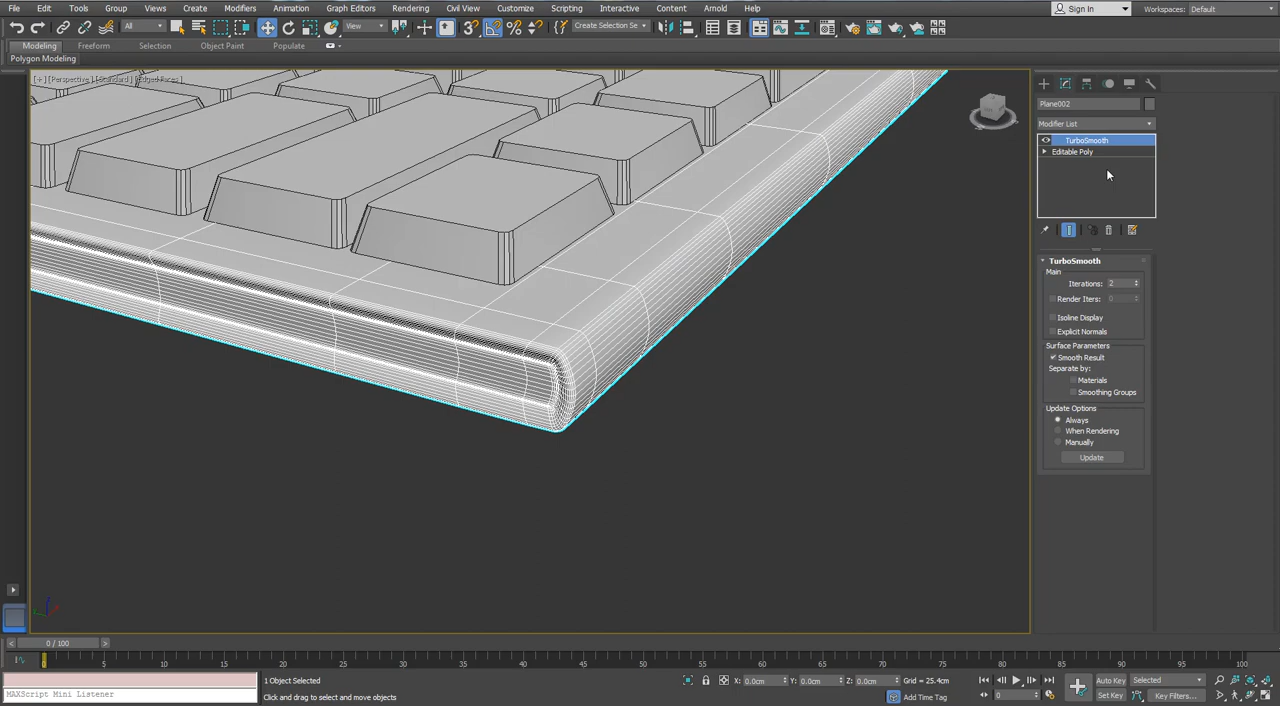 File Edit Tools Group Views Create Modifiers Animation Graph Editors Rendering Civil View Customize Scripting Interactive Content Arnold Help Sign In Workspaces: Default
All View Create Selection Se
Modeling Freeform Selection Object Paint Populate
Polygon Modeling
[+] [Perspective] [Standard] [Edged Faces]
Plane002
Modifier List
TurboSmooth
Editable Poly
TurboSmooth
Main
Iterations: 2
Render Iters: 0
Isoline Display
Explicit Normals
Surface Parameters
Smooth Result
Separate by:
Materials
Smoothing Groups
Update Options
Always
When Rendering
Manually
Update
0 / 100
0 5 10 15 20 25 30 35 40 45 50 55 60 65 70 75 80 85 90 95 100
1 Object Selected X: 0.0cm Y: 0.0cm Z: 0.0cm Grid = 25.4cm Auto Key Selected
MAXScript Mini Listener Click and drag to select and move objects Add Time Tag 0 Set Key Key Filters...